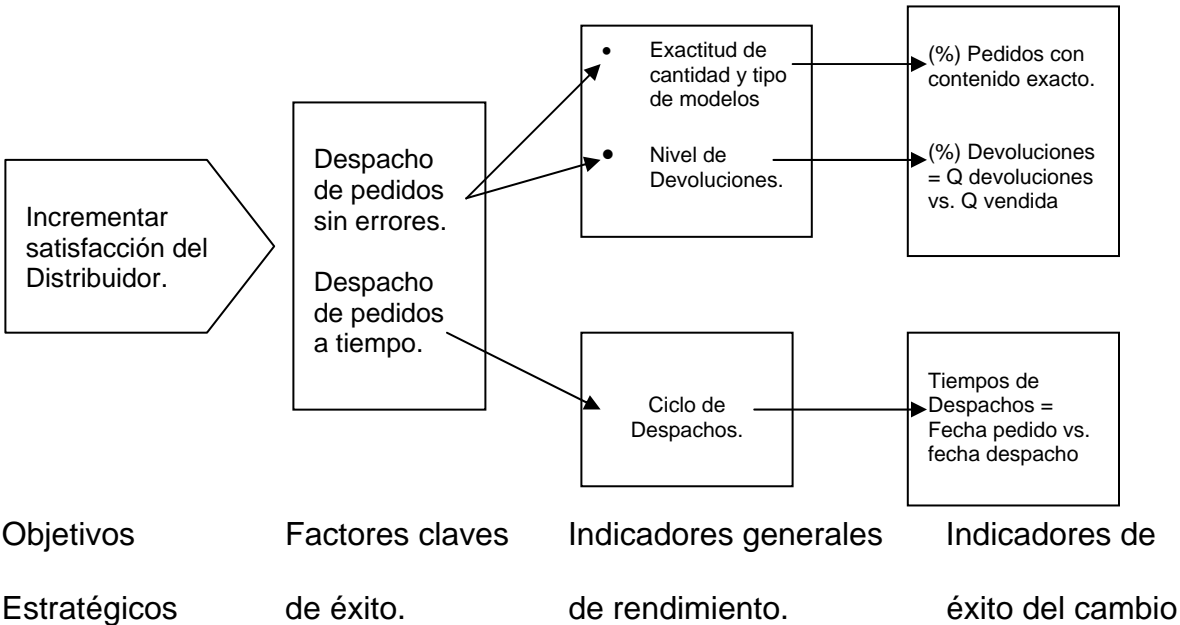 Incrementar
satisfacción del
Distribuidor.
Despacho
de pedidos
sin errores.
Despacho
de pedidos
a tiempo.
• Exactitud de
cantidad y tipo
de modelos
• Nivel de
Devoluciones.
(%) Pedidos con
contenido exacto.
(%) Devoluciones
= Q devoluciones
vs. Q vendida
Ciclo de
Despachos.
Tiempos de
Despachos =
Fecha pedido vs.
fecha despacho
Objetivos
Estratégicos
Factores claves
de éxito.
Indicadores generales
de rendimiento.
Indicadores de
éxito del cambio